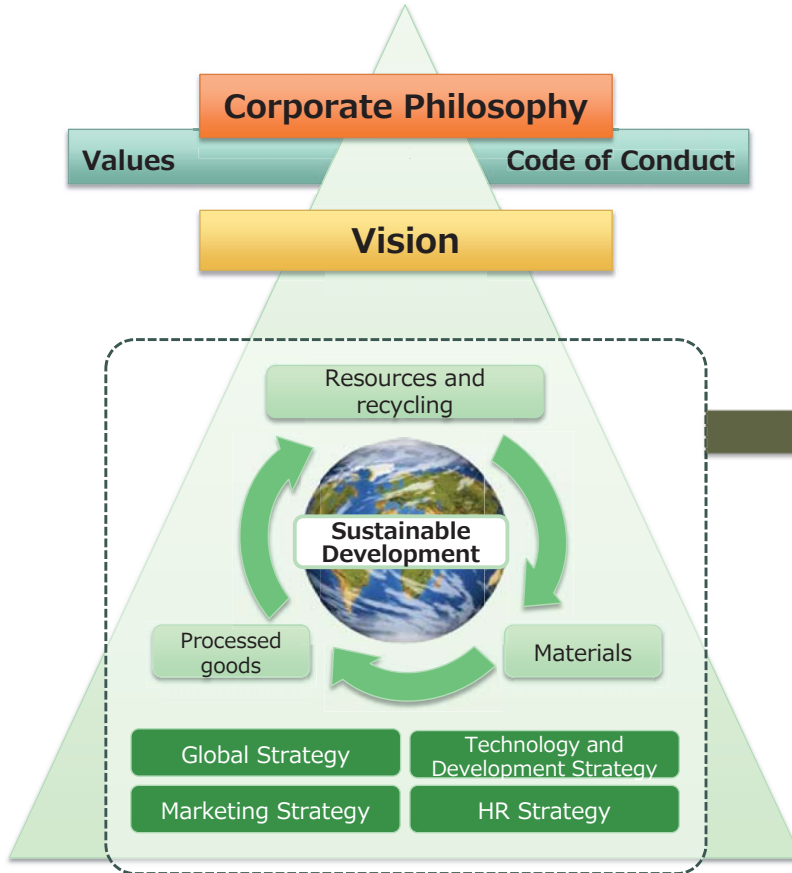 Corporate Philosophy
Values
Code of Conduct
Vision
Resources and
recycling
Sustainable
Development
Processed
goods
Materials
Global Strategy
Technology and
Development Strategy
Marketing Strategy
HR Strategy